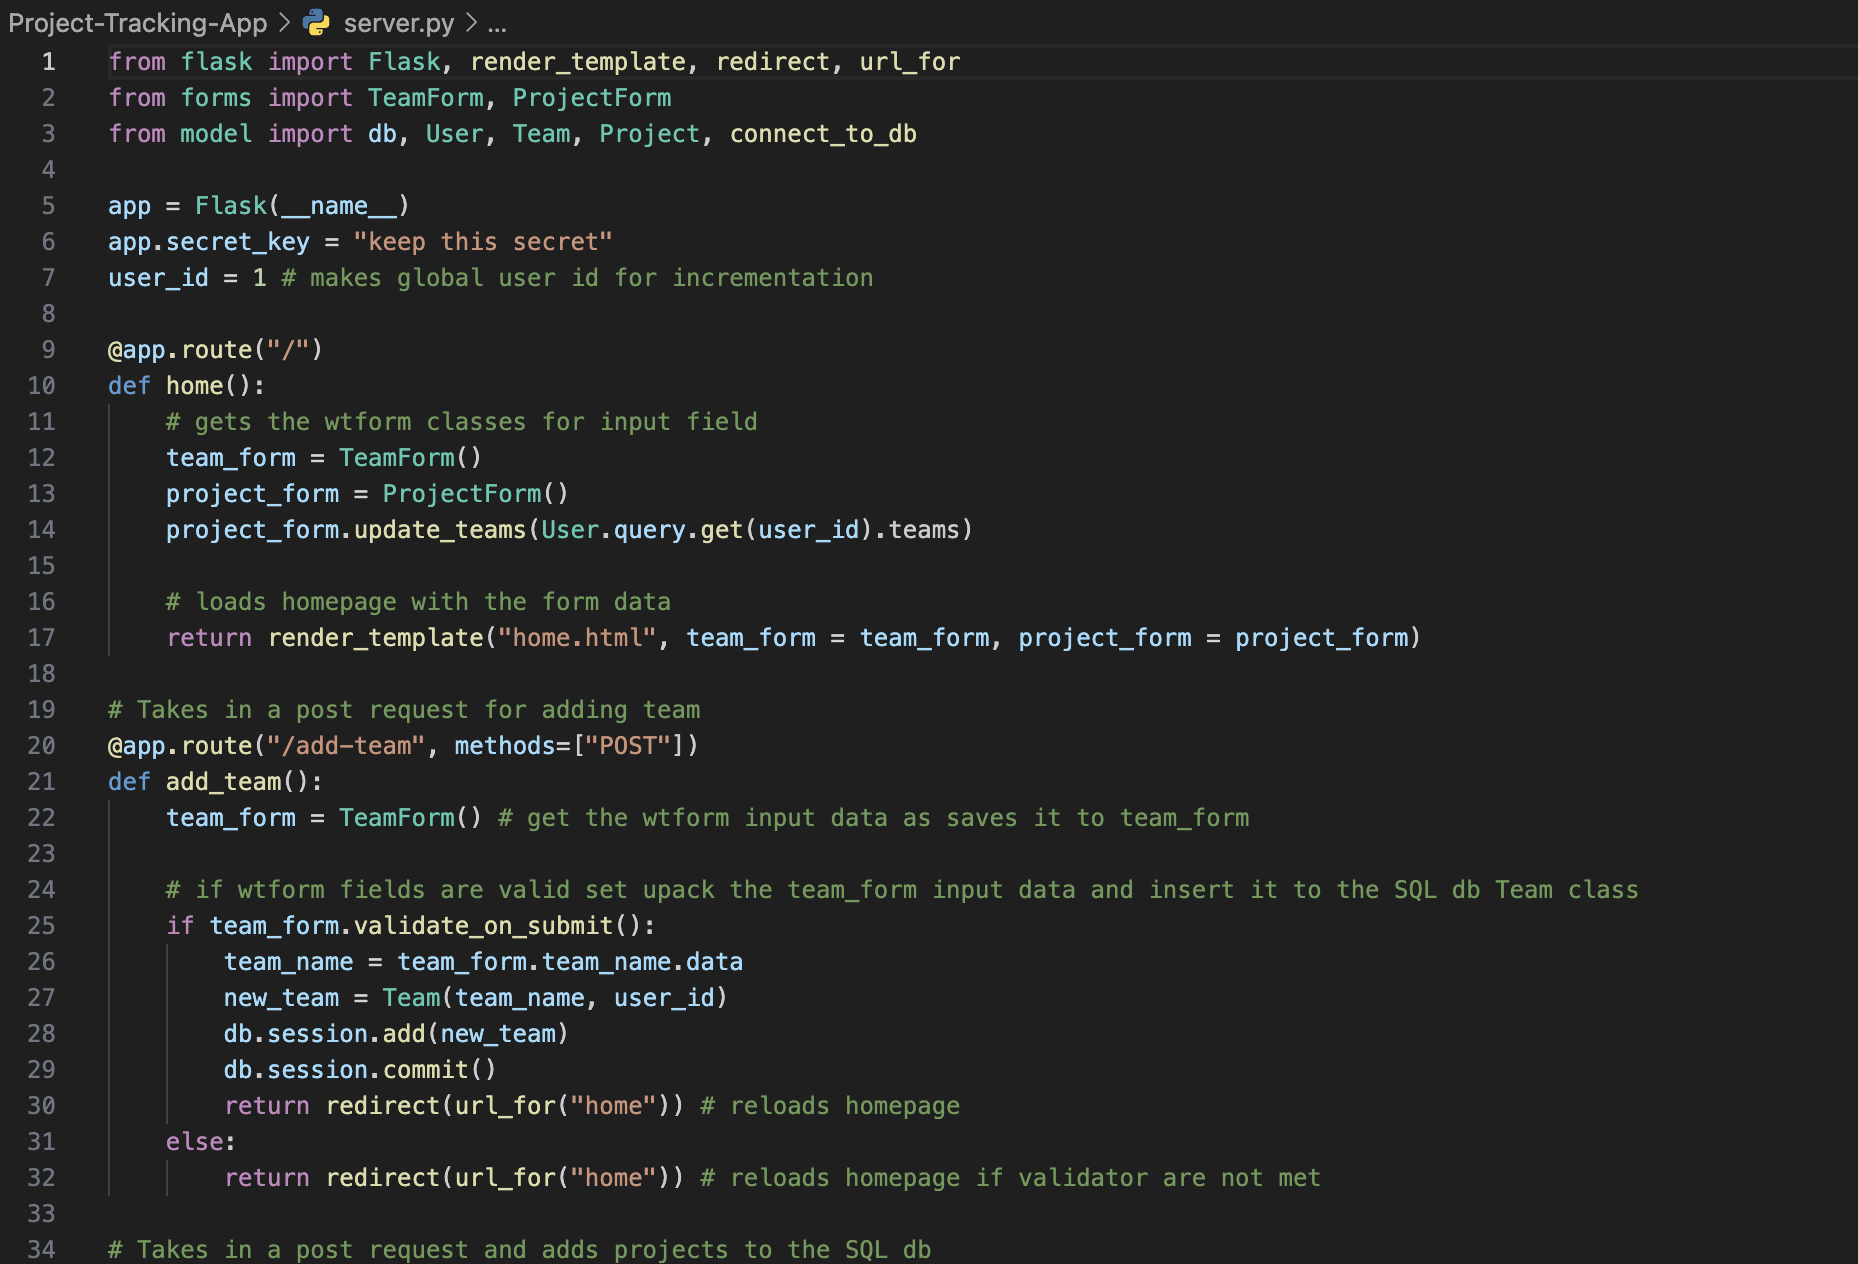 Project-Tracking-App > server.py > ...
1 from flask import Flask, render_template, redirect, url_for
2 from forms import TeamForm, ProjectForm
3 from model import db, User, Team, Project, connect_to_db
4
5 app = Flask(__name__)
6 app.secret_key = "keep this secret"
7 user_id = 1 # makes global user id for incrementation
8
9 @app.route("/")
10 def home():
11     # gets the wtform classes for input field
12     team_form = TeamForm()
13     project_form = ProjectForm()
14     project_form.update_teams(User.query.get(user_id).teams)
15
16     # loads homepage with the form data
17     return render_template("home.html", team_form = team_form, project_form = project_form)
18
19 # Takes in a post request for adding team
20 @app.route("/add-team", methods=["POST"])
21 def add_team():
22     team_form = TeamForm() # get the wtform input data as saves it to team_form
23
24     # if wtform fields are valid set upack the team_form input data and insert it to the SQL db Team class
25     if team_form.validate_on_submit():
26         team_name = team_form.team_name.data
27         new_team = Team(team_name, user_id)
28         db.session.add(new_team)
29         db.session.commit()
30         return redirect(url_for("home")) # reloads homepage
31     else:
32         return redirect(url_for("home")) # reloads homepage if validator are not met
33
34 # Takes in a post request and adds projects to the SQL db